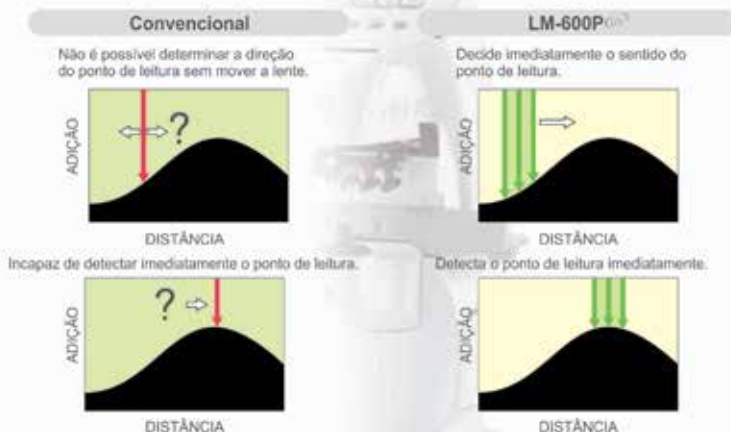 Convencional
Não é possível determinar a direção
do ponto de leitura sem mover a lente.
ADIÇÃO
?
DISTÂNCIA
Incapaz de detectar imediatamente o ponto de leitura.
ADIÇÃO
?
DISTÂNCIA
LM-600P
Decide imediatamente o sentido do
ponto de leitura.
ADIÇÃO
DISTÂNCIA
Detecta o ponto de leitura imediatamente.
ADIÇÃO
DISTÂNCIA